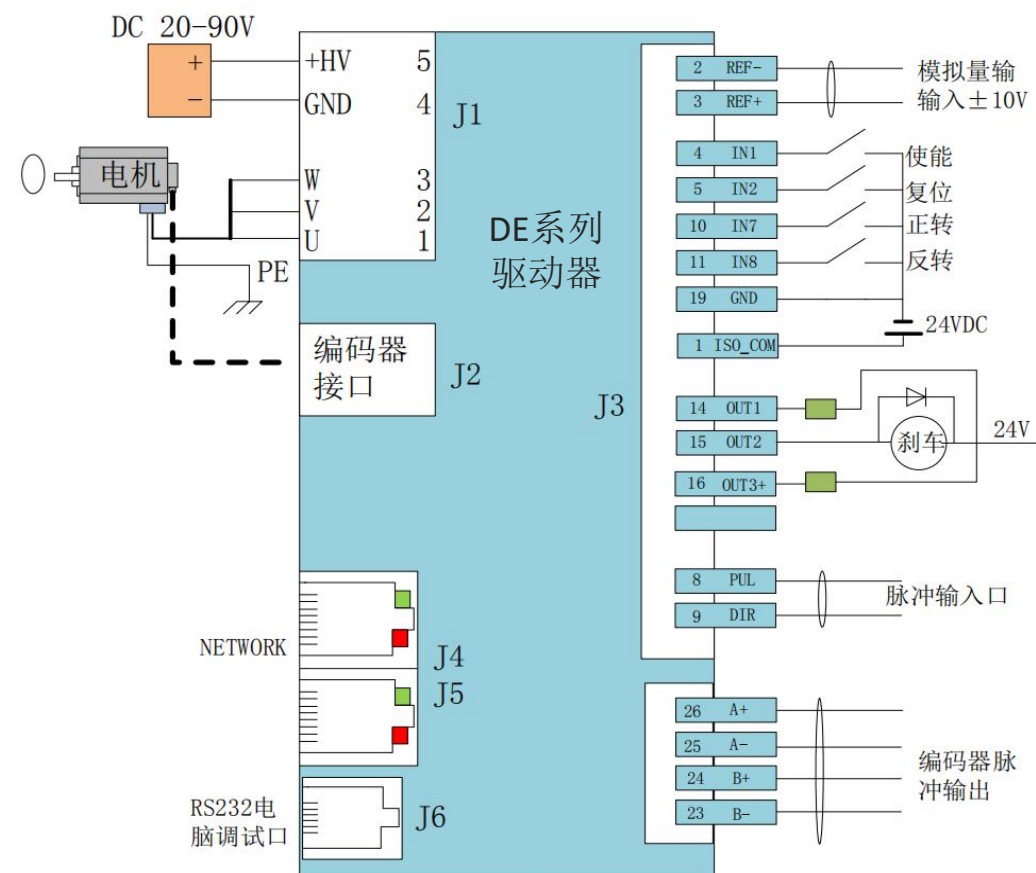 DC 20-90V
+
-
+HV 5
GND 4
J1
W 3
V 2
U 1
电机
PE
编码器
接口
J2
DE系列
驱动器
J3
NETWORK
J4
J5
RS232电
脑调试口
J6
2 REF-
3 REF+
模拟量输
输入±10V
4 IN1
使能
5 IN2
复位
10 IN7
正转
11 IN8
反转
19 GND
24VDC
1 ISO_COM
14 OUT1
15 OUT2
刹车
24V
16 OUT3+
8 PUL
9 DIR
脉冲输入口
26 A+
25 A-
24 B+
23 B-
编码器脉
冲输出